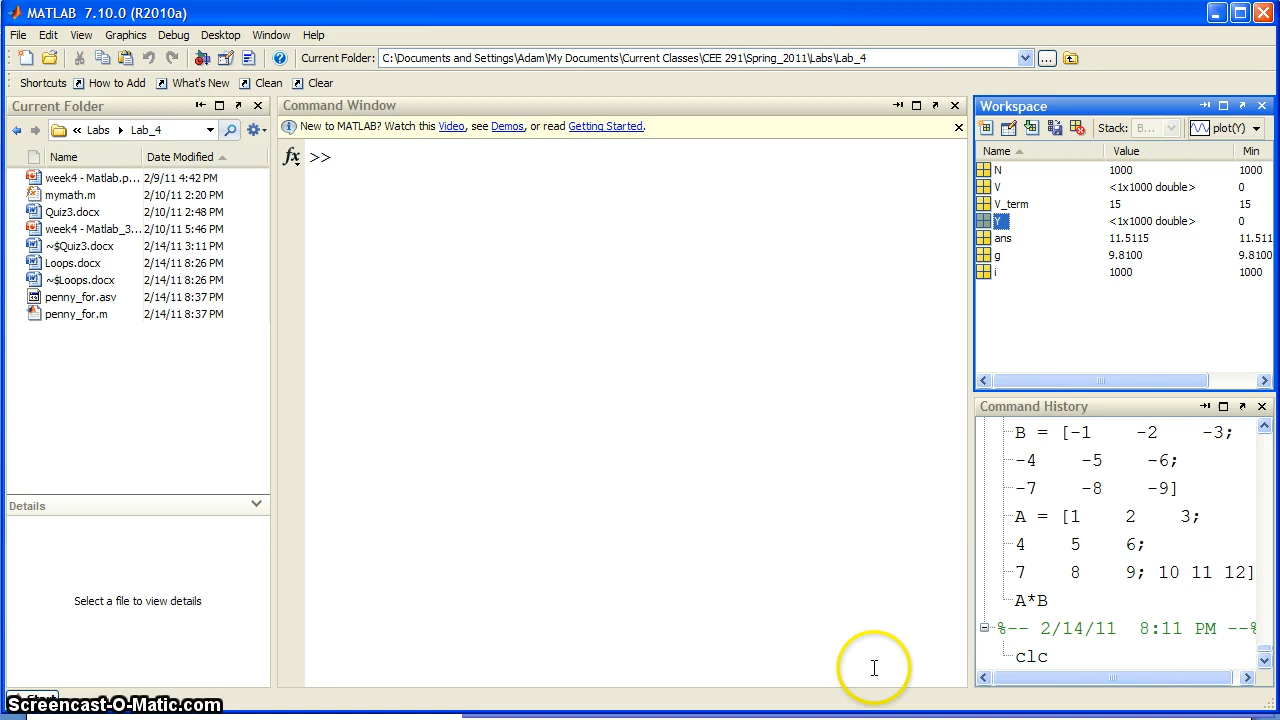 MATLAB 7.10.0 (R2010a)
File Edit View Graphics Debug Desktop Window Help
Current Folder: C:\Documents and Settings\Adam\My Documents\Current Classes\CEE 291\Spring_2011\Labs\Lab_4
Shortcuts How to Add What's New Clean Clear
Current Folder
« Labs Lab_4
Name Date Modified
week4 - Matlab.p... 2/9/11 4:42 PM
mymath.m 2/10/11 2:20 PM
Quiz3.docx 2/10/11 2:48 PM
week4 - Matlab_3... 2/10/11 5:46 PM
~$Quiz3.docx 2/14/11 3:11 PM
Loops.docx 2/14/11 8:26 PM
~$Loops.docx 2/14/11 8:26 PM
penny_for.asv 2/14/11 8:37 PM
penny_for.m 2/14/11 8:37 PM
Details
Select a file to view details
Command Window
New to MATLAB? Watch this Video, see Demos, or read Getting Started.
fx >>
Workspace
Stack: B... plot(Y)
Name Value Min
N 1000 1000
V <1x1000 double> 0
V_term 15 15
Y <1x1000 double> 0
ans 11.5115 11.511
g 9.8100 9.8100
i 1000 1000
Command History
B = [-1 -2 -3;
-4 -5 -6;
-7 -8 -9]
A = [1 2 3;
4 5 6;
7 8 9; 10 11 12]
A*B
%-- 2/14/11 8:11 PM --%
clc
Start
Screencast-O-Matic.com